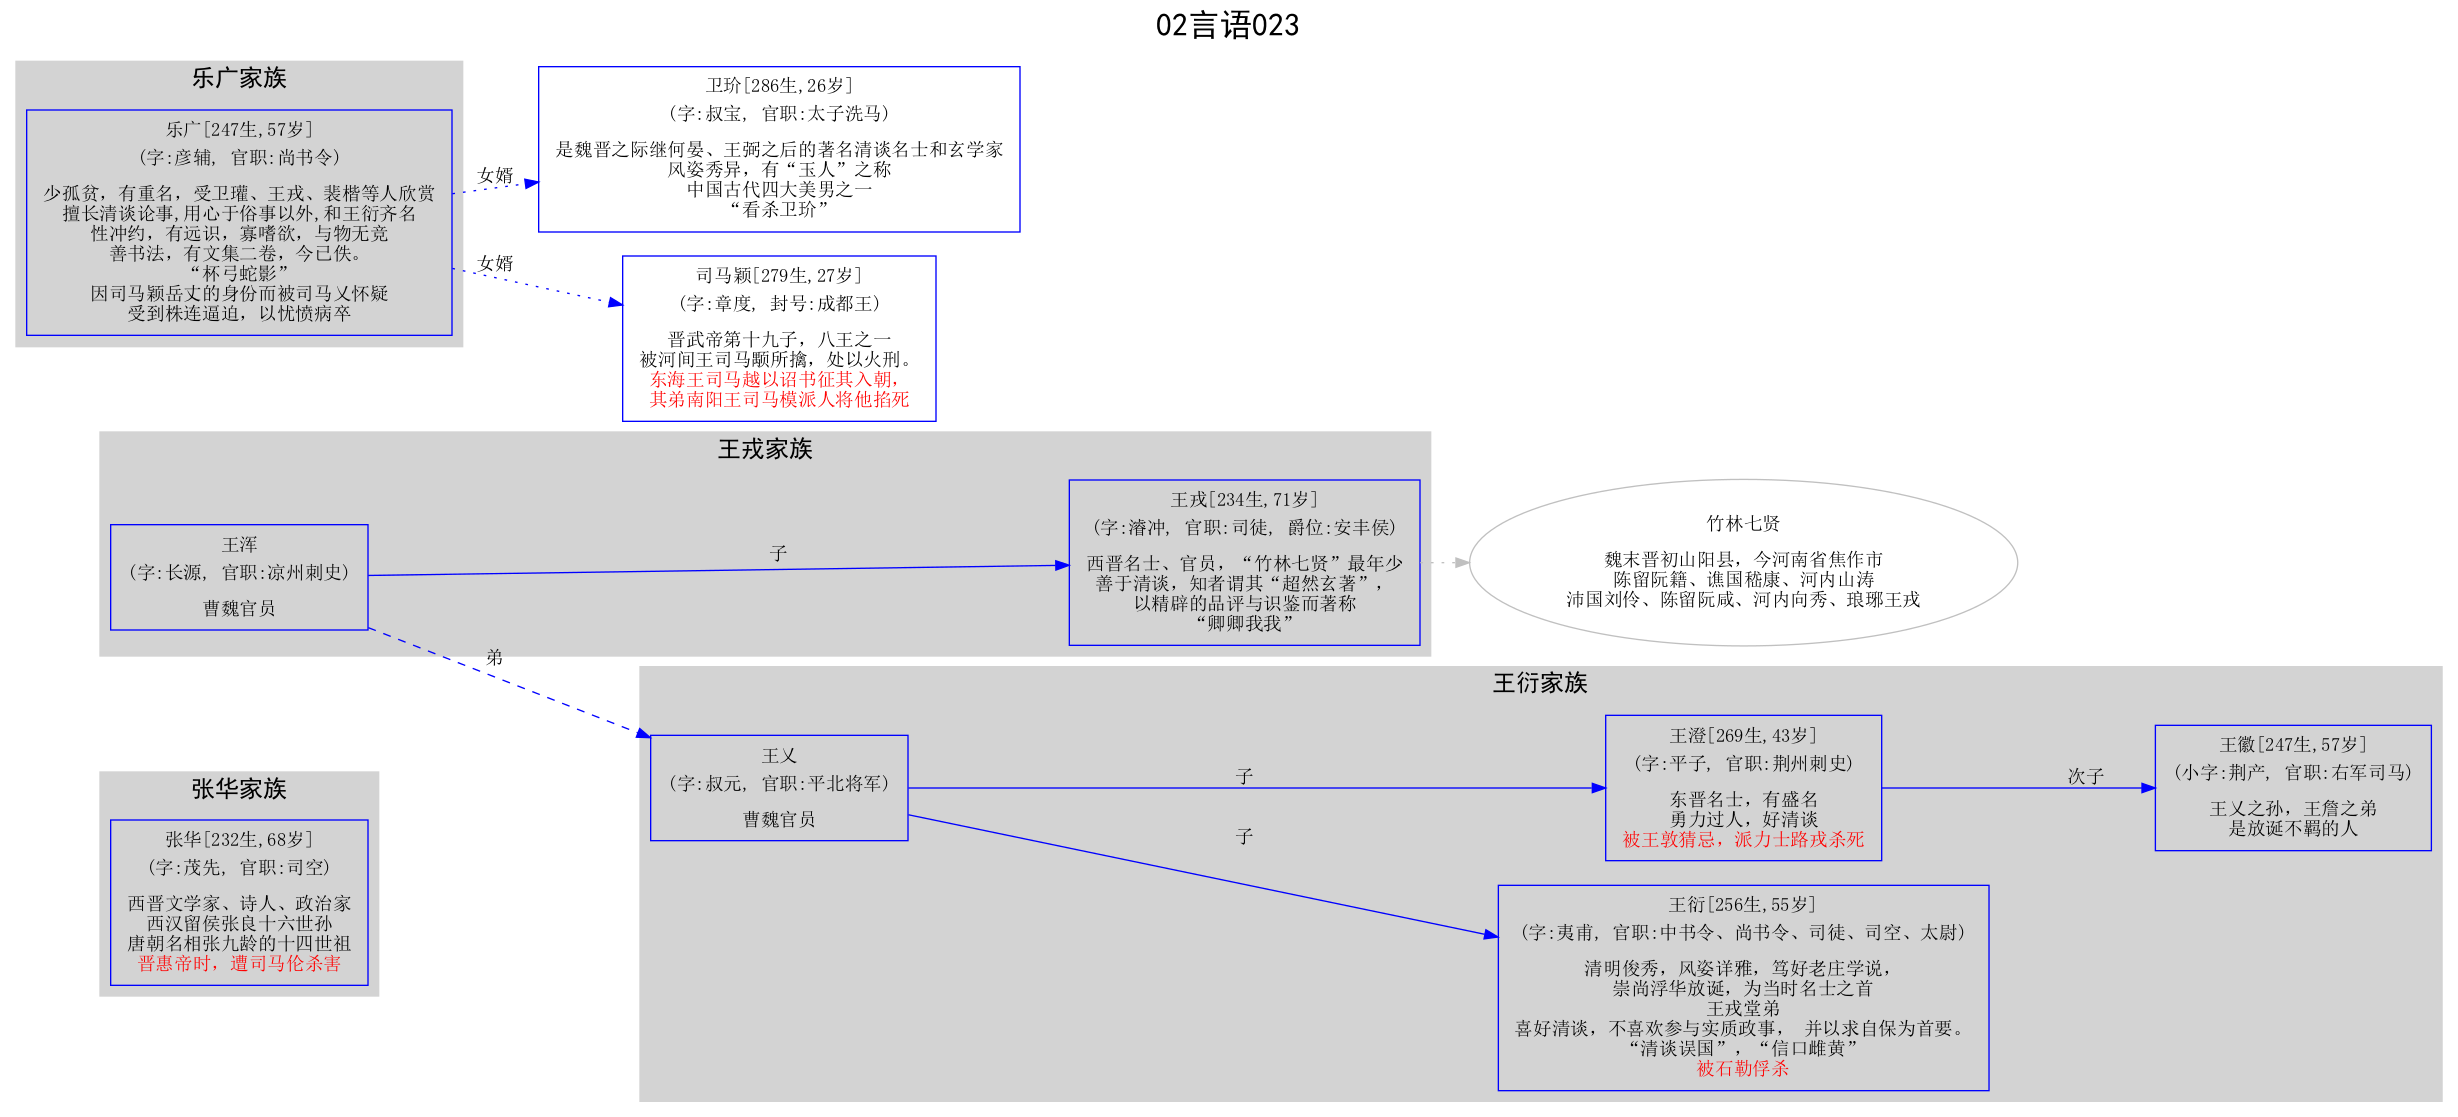 02言语023
乐广家族
乐广[247生,57岁]
(字:彦辅, 官职:尚书令)
少孤贫，有重名，受卫瓘、王戎、裴楷等人欣赏
擅长清谈论事,用心于俗事以外,和王衍齐名
性冲约，有远识，寡嗜欲，与物无竞
善书法，有文集二卷，今已佚。
“杯弓蛇影”
因司马颖岳丈的身份而被司马乂怀疑
受到株连逼迫，以忧愤病卒
女婿
女婿
卫玠[286生,26岁]
(字:叔宝, 官职:太子洗马)
是魏晋之际继何晏、王弼之后的著名清谈名士和玄学家
风姿秀异，有“玉人”之称
中国古代四大美男之一
“看杀卫玠”
司马颖[279生,27岁]
(字:章度, 封号:成都王)
晋武帝第十九子，八王之一
被河间王司马颙所擒，处以火刑。
东海王司马越以诏书征其入朝，
其弟南阳王司马模派人将他掐死
王戎家族
王浑
(字:长源, 官职:凉州刺史)
曹魏官员
子
弟
王戎[234生,71岁]
(字:濬冲, 官职:司徒, 爵位:安丰侯)
西晋名士、官员，“竹林七贤”最年少
善于清谈，知者谓其“超然玄著”，
以精辟的品评与识鉴而著称
“卿卿我我”
竹林七贤
魏末晋初山阳县，今河南省焦作市
陈留阮籍、谯国嵇康、河内山涛
沛国刘伶、陈留阮咸、河内向秀、琅琊王戎
王衍家族
王乂
(字:叔元, 官职:平北将军)
曹魏官员
子
子
王澄[269生,43岁]
(字:平子, 官职:荆州刺史)
东晋名士，有盛名
勇力过人，好清谈
被王敦猜忌，派力士路戎杀死
次子
王徽[247生,57岁]
(小字:荆产, 官职:右军司马)
王乂之孙，王詹之弟
是放诞不羁的人
王衍[256生,55岁]
(字:夷甫, 官职:中书令、尚书令、司徒、司空、太尉)
清明俊秀，风姿详雅，笃好老庄学说，
崇尚浮华放诞，为当时名士之首
王戎堂弟
喜好清谈，不喜欢参与实质政事， 并以求自保为首要。
“清谈误国”，“信口雌黄”
被石勒俘杀
张华家族
张华[232生,68岁]
(字:茂先, 官职:司空)
西晋文学家、诗人、政治家
西汉留侯张良十六世孙
唐朝名相张九龄的十四世祖
晋惠帝时，遭司马伦杀害